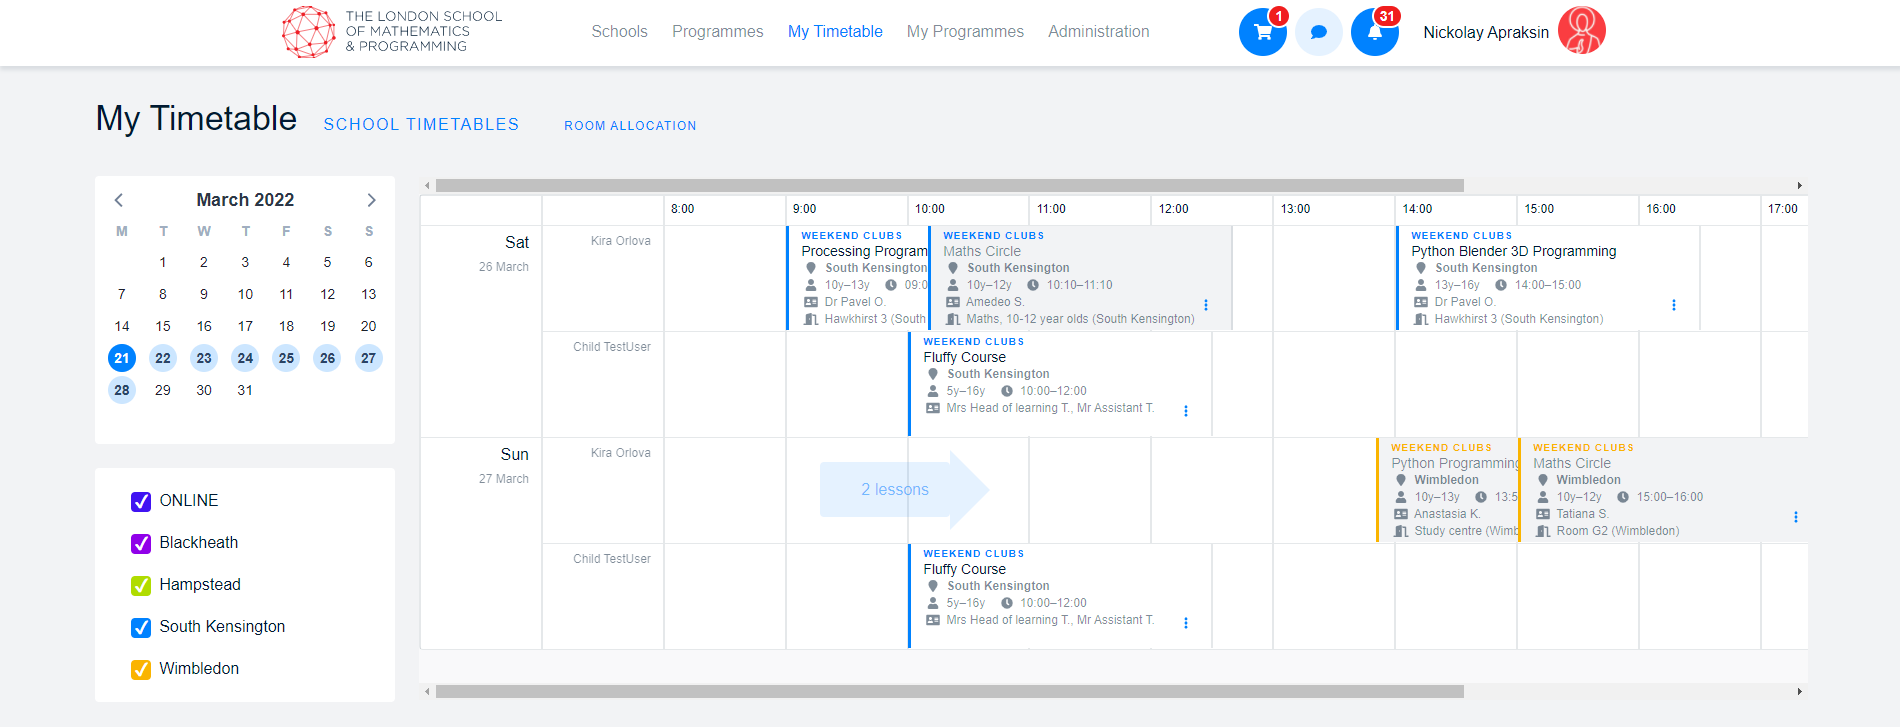 THE LONDON SCHOOL
OF MATHEMATICS
& PROGRAMMING
Schools Programmes My Timetable My Programmes Administration
1 31 Nickolay Apraksin
My Timetable SCHOOL TIMETABLES ROOM ALLOCATION
March 2022
M T W T F S S
1 2 3 4 5 6
7 8 9 10 11 12 13
14 15 16 17 18 19 20
21 22 23 24 25 26 27
28 29 30 31
ONLINE
Blackheath
Hampstead
South Kensington
Wimbledon
8:00 9:00 10:00 11:00 12:00 13:00 14:00 15:00 16:00 17:00
Sat
26 March
Kira Orlova
WEEKEND CLUBS
Processing Program
South Kensington
10y–13y 09:0
Dr Pavel O.
Hawkhirst 3 (South
WEEKEND CLUBS
Maths Circle
South Kensington
10y–12y 10:10–11:10
Amedeo S.
Maths, 10-12 year olds (South Kensington)
WEEKEND CLUBS
Python Blender 3D Programming
South Kensington
13y–16y 14:00–15:00
Dr Pavel O.
Hawkhirst 3 (South Kensington)
Child TestUser
WEEKEND CLUBS
Fluffy Course
South Kensington
5y–16y 10:00–12:00
Mrs Head of learning T., Mr Assistant T.
Sun
27 March
Kira Orlova
2 lessons
WEEKEND CLUBS
Python Programming
Wimbledon
10y–13y 13:5
Anastasia K.
Study centre (Wimb
WEEKEND CLUBS
Maths Circle
Wimbledon
10y–12y 15:00–16:00
Tatiana S.
Room G2 (Wimbledon)
Child TestUser
WEEKEND CLUBS
Fluffy Course
South Kensington
5y–16y 10:00–12:00
Mrs Head of learning T., Mr Assistant T.